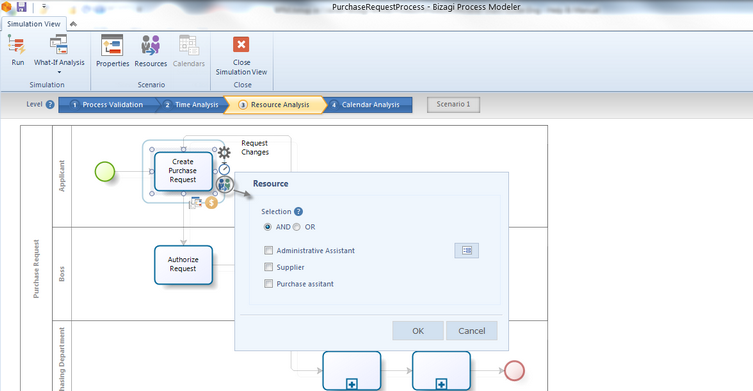 PurchaseRequestProcess - Bizagi Process Modeler
Simulation View
Run
What-If Analysis
Properties
Resources
Calendars
Close
Simulation View
Simulation
Scenario
Close
Level ?
1 Process Validation
2 Time Analysis
3 Resource Analysis
4 Calendar Analysis
Scenario 1
Purchase Request
Applicant
Create
Purchase
Request
Request
Changes
Resource
Selection ?
AND OR
Administrative Assistant
Supplier
Purchase assitant
OK Cancel
Boss
Authorize
Request
hasing Department